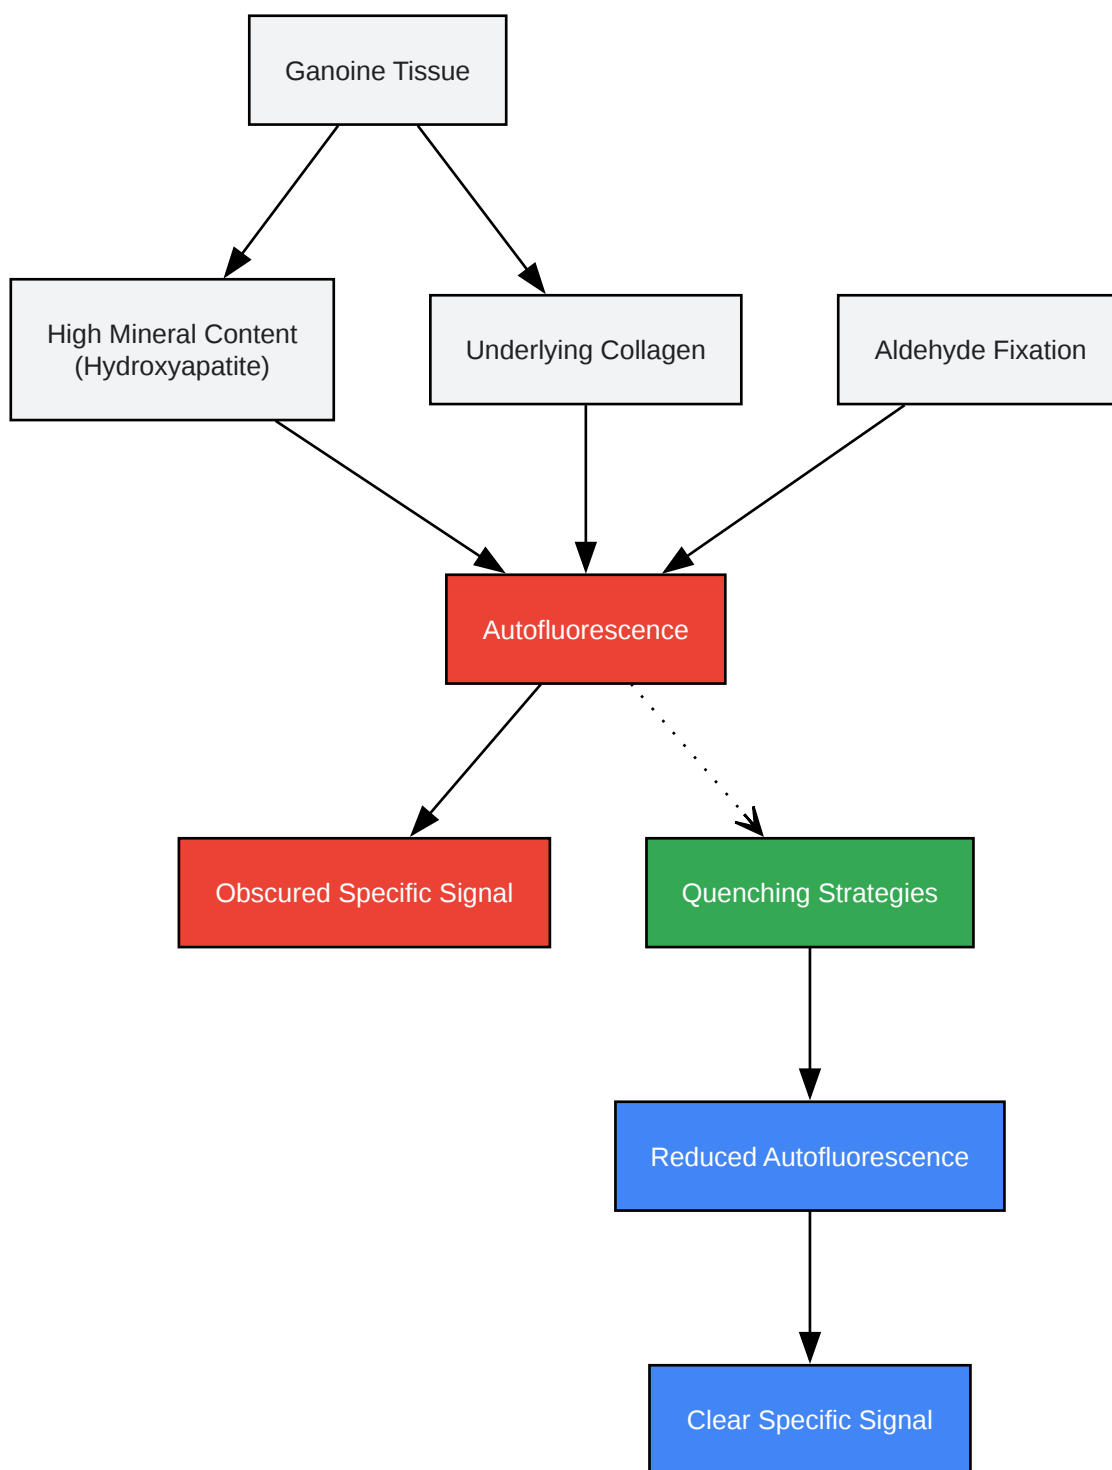 Ganoine Tissue
High Mineral Content
(Hydroxyapatite)
Underlying Collagen
Aldehyde Fixation
Autofluorescence
Obscured Specific Signal
Quenching Strategies
Reduced Autofluorescence
Clear Specific Signal